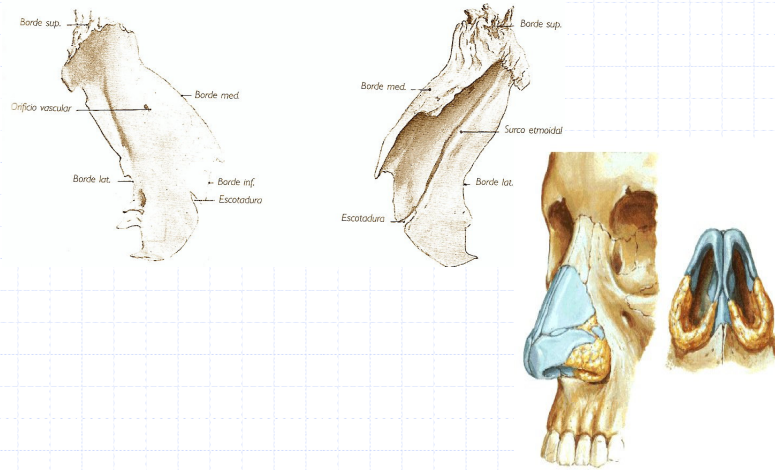 Borde sup.
Borde med.
Orificio vascular
Borde lat.
Borde inf.
Escotadura
Borde sup.
Borde med.
Surco etmoidal
Borde lat.
Escotadura